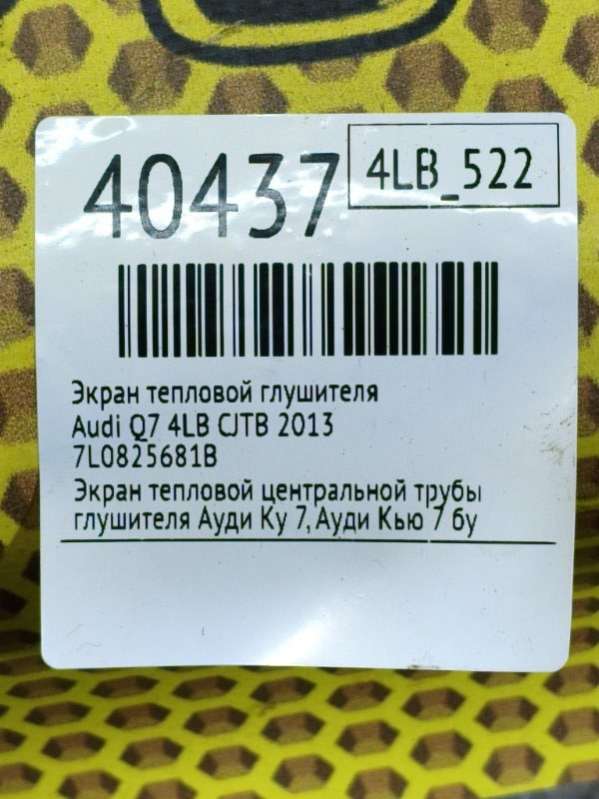 40437
4LB_522
Экран тепловой глушителя
Audi Q7 4LB CJTB 2013
7L0825681B
Экран тепловой центральной трубы
глушителя Ауди Ку 7, Ауди Кью 7 бу